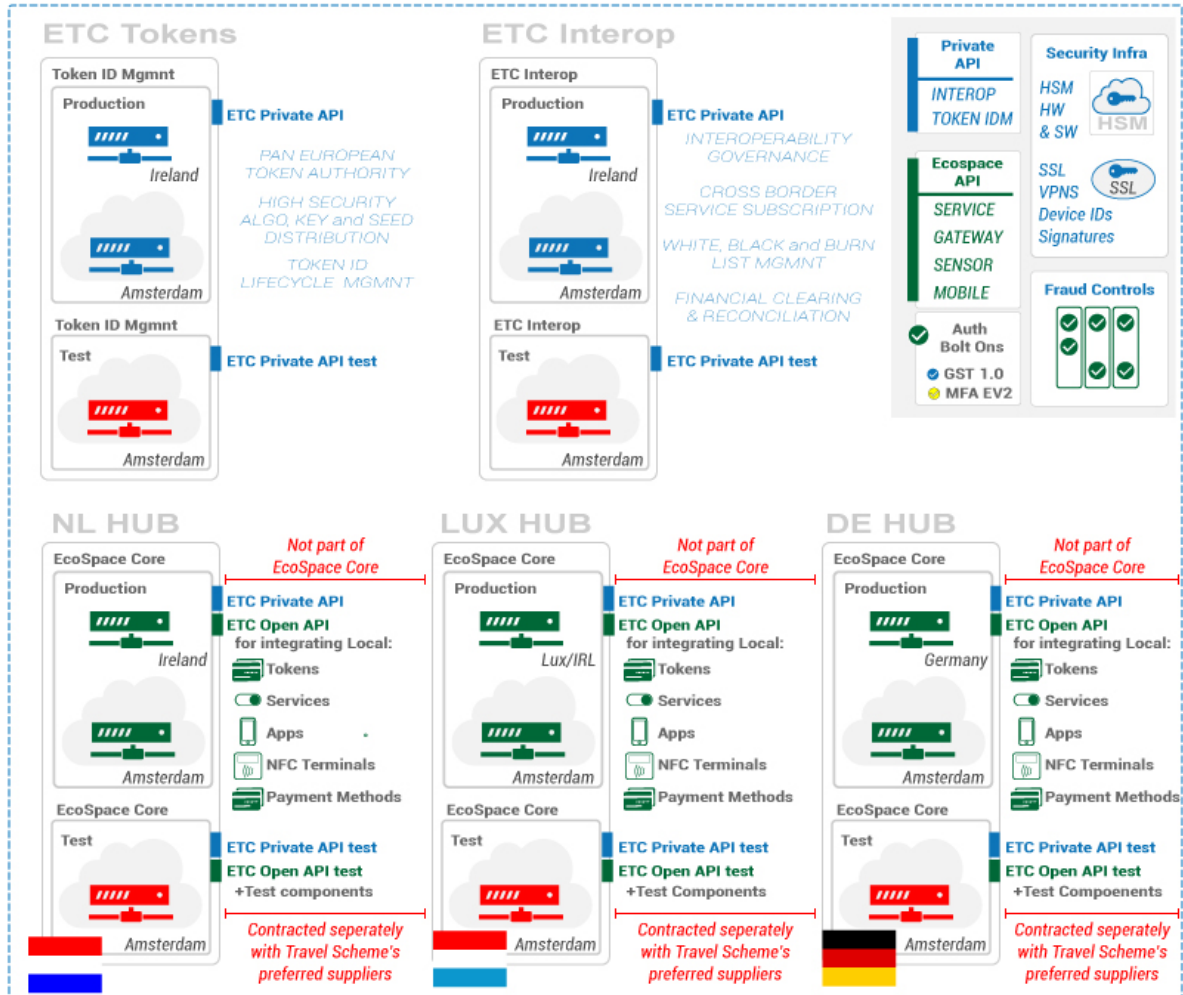 ETC Tokens
Token ID Mgmnt
Production
Ireland
Amsterdam
ETC Private API
PAN EUROPEAN
TOKEN AUTHORITY
HIGH SECURITY
ALGO, KEY and SEED
DISTRIBUTION
TOKEN ID
LIFECYCLE MGMNT
Token ID Mgmnt
Test
Amsterdam
ETC Private API test
ETC Interop
ETC Interop
Production
Ireland
Amsterdam
ETC Private API
INTEROPERABILITY
GOVERNANCE
CROSS BORDER
SERVICE SUBSCRIPTION
WHITE, BLACK and BURN
LIST MGMNT
FINANCIAL CLEARING
& RECONCILIATION
ETC Interop
Test
Amsterdam
ETC Private API test
Private
API
INTEROP
TOKEN IDM
Ecospace
API
SERVICE
GATEWAY
SENSOR
MOBILE
Auth
Bolt Ons
GST 1.0
MFA EV2
Security Infra
HSM
HW
& SW
HSM
SSL
VPNS
Device IDs
Signatures
SSL
Fraud Controls
NL HUB
EcoSpace Core
Production
Ireland
Amsterdam
Not part of
EcoSpace Core
ETC Private API
ETC Open API
for integrating Local:
Tokens
Services
Apps
NFC Terminals
Payment Methods
EcoSpace Core
Test
Amsterdam
ETC Private API test
ETC Open API test
+Test components
Contracted seperately
with Travel Scheme's
preferred suppliers
LUX HUB
EcoSpace Core
Production
Lux/IRL
Amsterdam
Not part of
EcoSpace Core
ETC Private API
ETC Open API
for integrating Local:
Tokens
Services
Apps
NFC Terminals
Payment Methods
EcoSpace Core
Test
Amsterdam
ETC Private API test
ETC Open API test
+Test Components
Contracted seperately
with Travel Scheme's
preferred suppliers
DE HUB
EcoSpace Core
Production
Germany
Amsterdam
Not part of
EcoSpace Core
ETC Private API
ETC Open API
for integrating Local:
Tokens
Services
Apps
NFC Terminals
Payment Methods
EcoSpace Core
Test
Amsterdam
ETC Private API test
ETC Open API test
+Test Compoenents
Contracted seperately
with Travel Scheme's
preferred suppliers